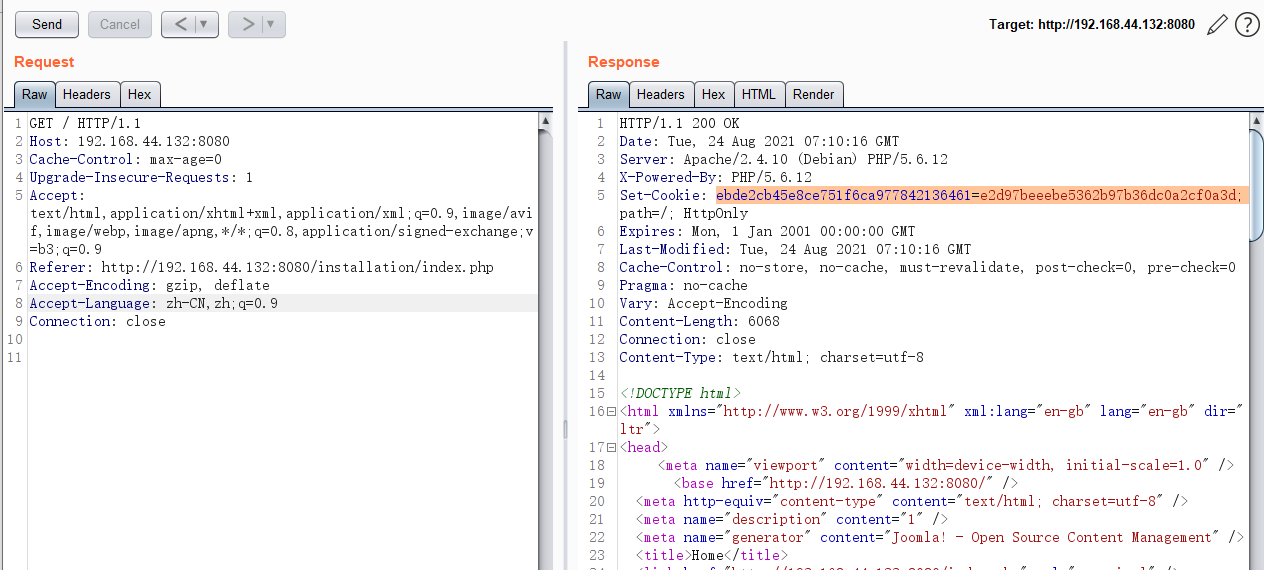 Send
Cancel
<
>
Target: http://192.168.44.132:8080
?
Request
Raw
Headers
Hex
1 GET / HTTP/1.1
2 Host: 192.168.44.132:8080
3 Cache-Control: max-age=0
4 Upgrade-Insecure-Requests: 1
5 Accept:
text/html,application/xhtml+xml,application/xml;q=0.9,image/avi
f,image/webp,image/apng,*/*;q=0.8,application/signed-exchange;v
=b3;q=0.9
6 Referer: http://192.168.44.132:8080/installation/index.php
7 Accept-Encoding: gzip, deflate
8 Accept-Language: zh-CN,zh;q=0.9
9 Connection: close
10
11
Response
Raw
Headers
Hex
HTML
Render
1 HTTP/1.1 200 OK
2 Date: Tue, 24 Aug 2021 07:10:16 GMT
3 Server: Apache/2.4.10 (Debian) PHP/5.6.12
4 X-Powered-By: PHP/5.6.12
5 Set-Cookie: ebde2cb45e8ce751f6ca977842136461=e2d97beeebe5362b97b36dc0a2cf0a3d;
path=/; HttpOnly
6 Expires: Mon, 1 Jan 2001 00:00:00 GMT
7 Last-Modified: Tue, 24 Aug 2021 07:10:16 GMT
8 Cache-Control: no-store, no-cache, must-revalidate, post-check=0, pre-check=0
9 Pragma: no-cache
10 Vary: Accept-Encoding
11 Content-Length: 6068
12 Connection: close
13 Content-Type: text/html; charset=utf-8
14
15 <!DOCTYPE html>
16 <html xmlns="http://www.w3.org/1999/xhtml" xml:lang="en-gb" lang="en-gb" dir="
ltr">
17 <head>
18 <meta name="viewport" content="width=device-width, initial-scale=1.0" />
19 <base href="http://192.168.44.132:8080/" />
20 <meta http-equiv="content-type" content="text/html; charset=utf-8" />
21 <meta name="description" content="1" />
22 <meta name="generator" content="Joomla! - Open Source Content Management" />
23 <title>Home</title>